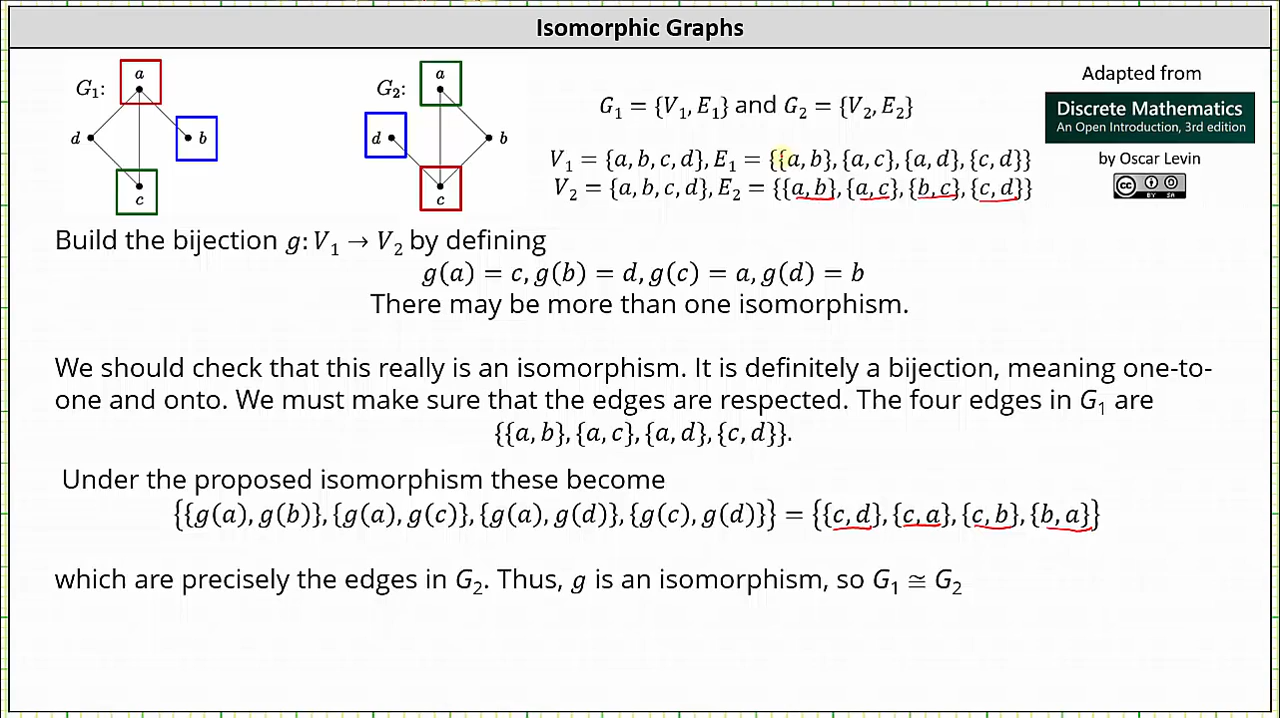 Isomorphic Graphs
G₁:
a
d
b
c
G₂:
a
d
b
c
G₁ = {V₁, E₁} and G₂ = {V₂, E₂}
V₁ = {a, b, c, d}, E₁ = {{a, b}, {a, c}, {a, d}, {c, d}}
V₂ = {a, b, c, d}, E₂ = {{a, b}, {a, c}, {b, c}, {c, d}}
Adapted from
Discrete Mathematics
An Open Introduction, 3rd edition
by Oscar Levin
cc
BY SA
Build the bijection g: V₁ → V₂ by defining
g(a) = c, g(b) = d, g(c) = a, g(d) = b
There may be more than one isomorphism.
We should check that this really is an isomorphism. It is definitely a bijection, meaning one-to-
one and onto. We must make sure that the edges are respected. The four edges in G₁ are
{{a, b}, {a, c}, {a, d}, {c, d}}.
Under the proposed isomorphism these become
{{g(a), g(b)}, {g(a), g(c)}, {g(a), g(d)}, {g(c), g(d)}} = {{c, d}, {c, a}, {c, b}, {b, a}}
which are precisely the edges in G₂. Thus, g is an isomorphism, so G₁ ≅ G₂